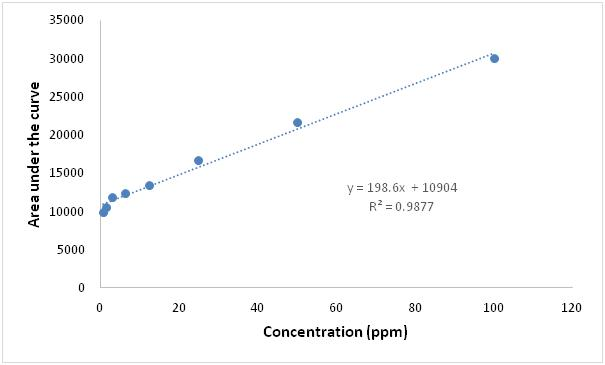 35000
30000
25000
20000
15000
10000
5000
0
Area under the curve
y = 198.6x + 10904
R² = 0.9877
0 20 40 60 80 100 120
Concentration (ppm)